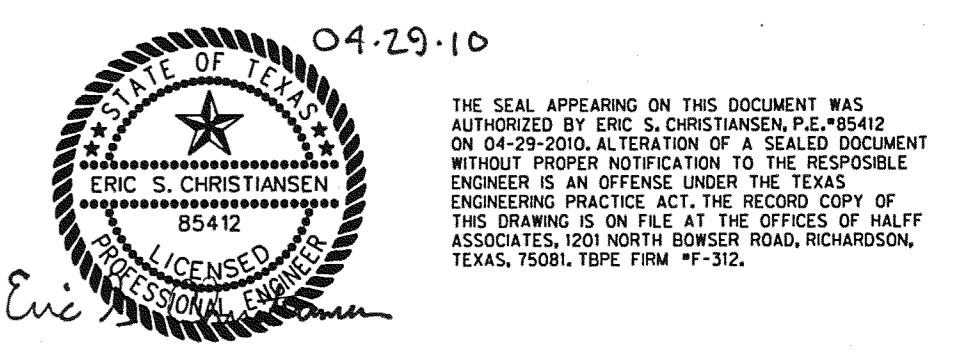 04.29.10
STATE OF TEXAS
ERIC S. CHRISTIANSEN
85412
LICENSED
PROFESSIONAL ENGINEER
Eric S. Christiansen
THE SEAL APPEARING ON THIS DOCUMENT WAS
AUTHORIZED BY ERIC S. CHRISTIANSEN, P.E.#85412
ON 04-29-2010. ALTERATION OF A SEALED DOCUMENT
WITHOUT PROPER NOTIFICATION TO THE RESPOSIBLE
ENGINEER IS AN OFFENSE UNDER THE TEXAS
ENGINEERING PRACTICE ACT. THE RECORD COPY OF
THIS DRAWING IS ON FILE AT THE OFFICES OF HALFF
ASSOCIATES, 1201 NORTH BOWSER ROAD, RICHARDSON,
TEXAS, 75081. TBPE FIRM #F-312.